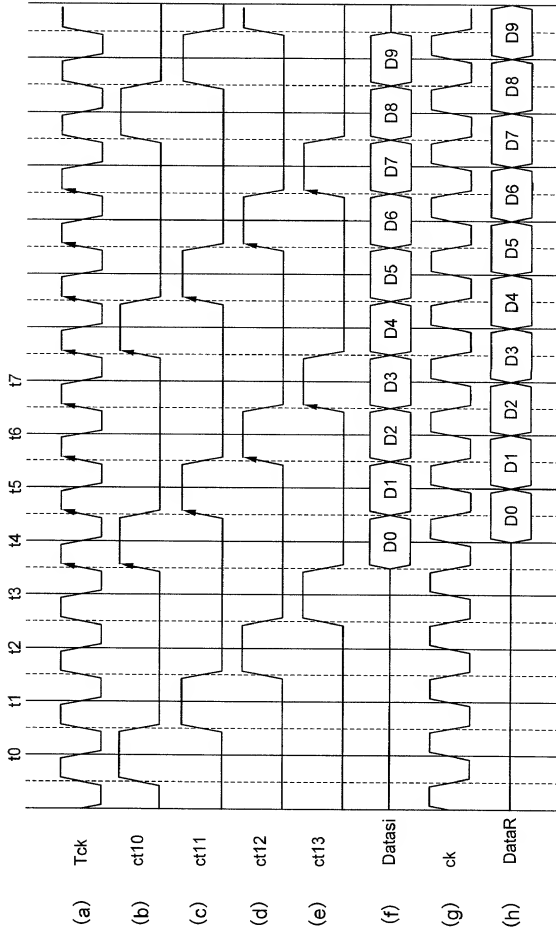 t0 t1 t2 t3 t4 t5 t6 t7
(a) Tck
(b) ct10
(c) ct11
(d) ct12
(e) ct13
(f) Datasi D0 D1 D2 D3 D4 D5 D6 D7 D8 D9
(g) ck
(h) DataR D0 D1 D2 D3 D4 D5 D6 D7 D8 D9